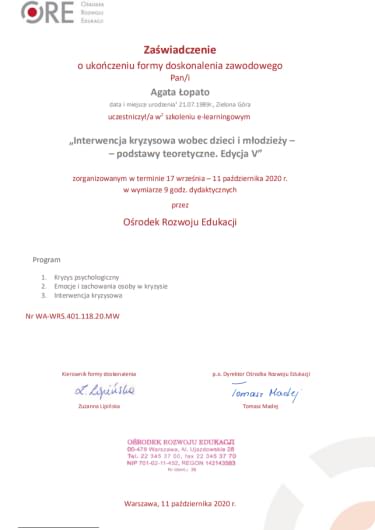 ORE
Ośrodek
Rozwoju
Edukacji
Zaświadczenie
o ukończeniu formy doskonalenia zawodowego
Pan/i
Agata Łopato
data i miejsce urodzenia¹ 21.07.1989r., Zielona Góra
uczestniczył/a w² szkoleniu e-learningowym
„Interwencja kryzysowa wobec dzieci i młodzieży –
– podstawy teoretyczne. Edycja V”
zorganizowanym w terminie 17 września – 11 października 2020 r.
w wymiarze 9 godz. dydaktycznych
przez
Ośrodek Rozwoju Edukacji
Program
1. Kryzys psychologiczny
2. Emocje i zachowania osoby w kryzysie
3. Interwencja kryzysowa
Nr WA-WRS.401.118.20.MW
Kierownik formy doskonalenia
p.o. Dyrektor Ośrodka Rozwoju Edukacji
Z. Lipińska
Tomasz Madej
Zuzanna Lipińska
Tomasz Madej
OŚRODEK ROZWOJU EDUKACJI
00-478 Warszawa, Al. Ujazdowskie 28
Tel. 22 345 37 00, fax 22 345 37 70
NIP 701-02-11-452, REGON 142143583
Warszawa, 11 października 2020 r.